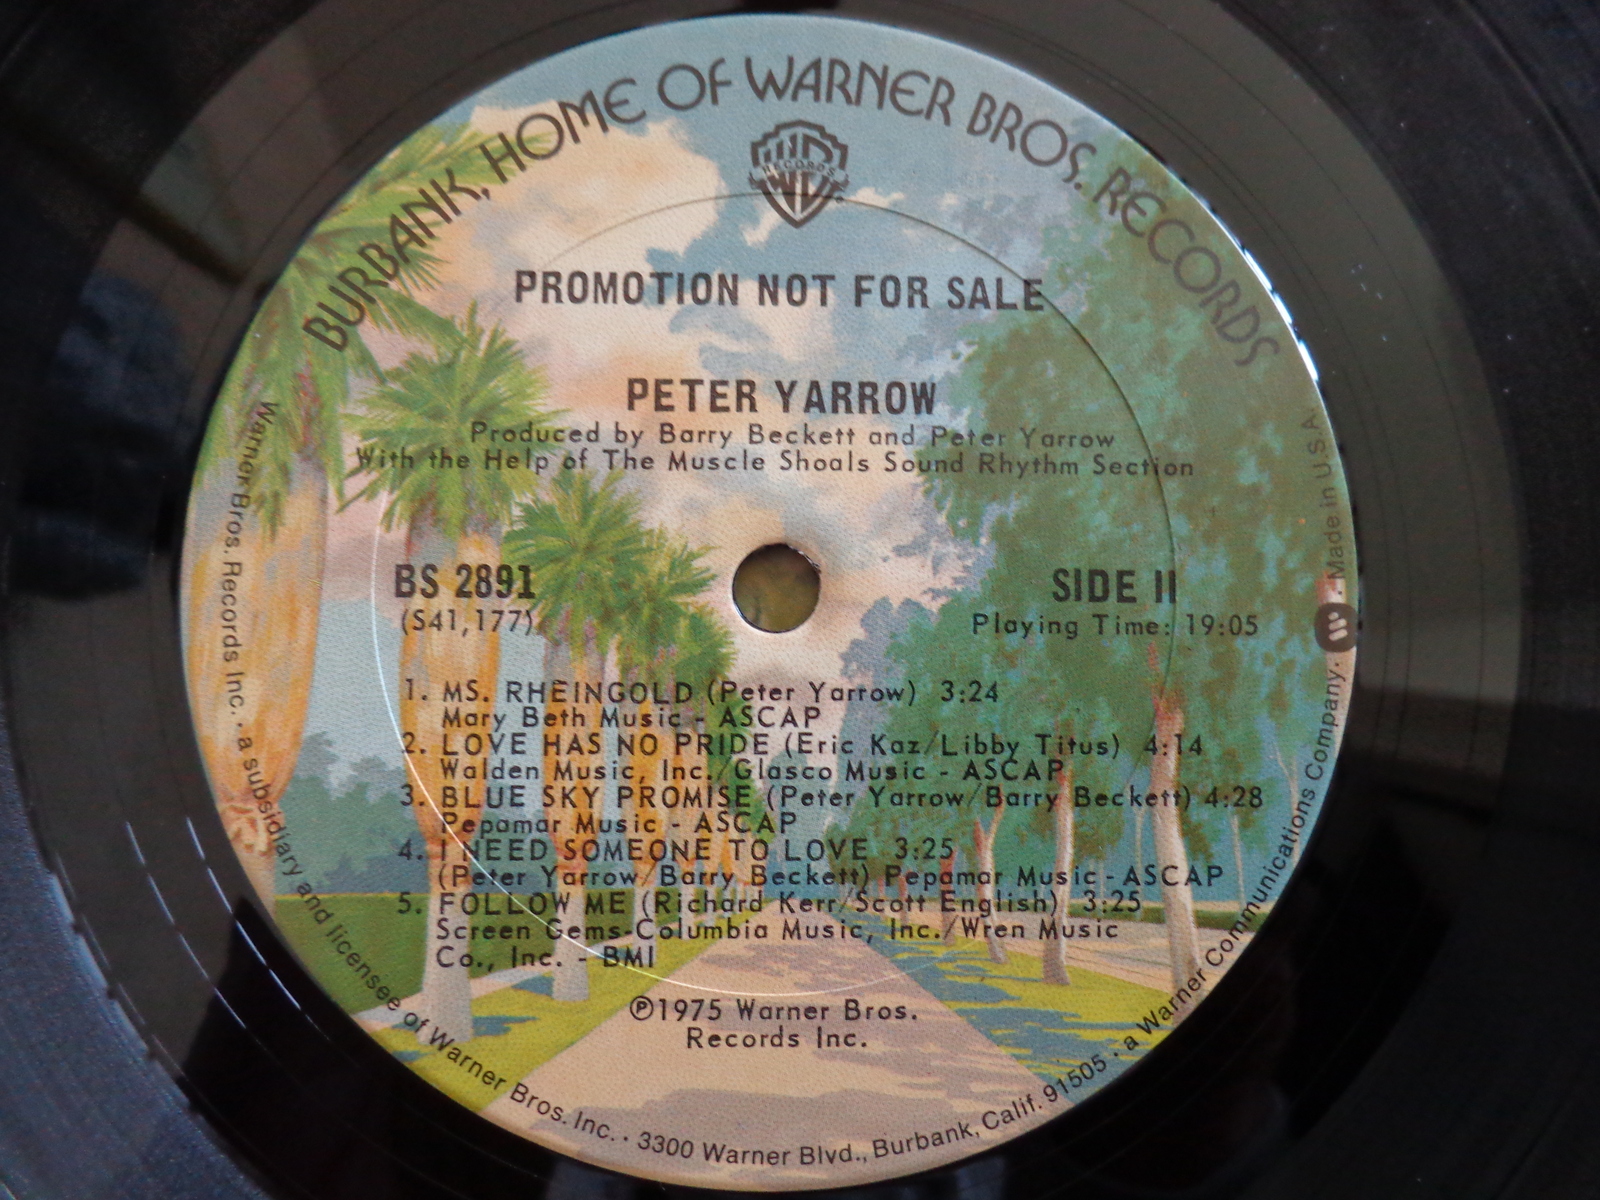 BURBANK, HOME OF WARNER BROS. RECORDS
RECORDS
PROMOTION NOT FOR SALE
PETER YARROW
Produced by Barry Beckett and Peter Yarrow
With the Help of The Muscle Shoals Sound Rhythm Section
BS 2891
(S41,177)
SIDE II
Playing Time: 19:05
1. MS. RHEINGOLD (Peter Yarrow) 3:24
Mary Beth Music - ASCAP
2. LOVE HAS NO PRIDE (Eric Kaz/Libby Titus) 4:14
Walden Music, Inc./Glasco Music - ASCAP
3. BLUE SKY PROMISE (Peter Yarrow/Barry Beckett) 4:28
Pepamar Music - ASCAP
4. I NEED SOMEONE TO LOVE 3:25
(Peter Yarrow/Barry Beckett) Pepamar Music - ASCAP
5. FOLLOW ME (Richard Kerr/Scott English) 3:25
Screen Gems-Columbia Music, Inc./Wren Music
Co., Inc. - BMI
℗1975 Warner Bros.
Records Inc.
Warner Bros. Records Inc. · a subsidiary and licensee of Warner Bros. Inc. · 3300 Warner Blvd., Burbank, Calif. 91505 · a Warner Communications Company. · Made in U.S.A.